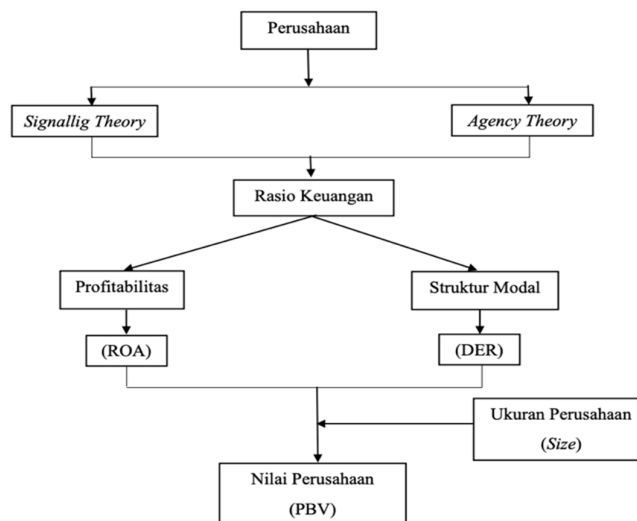 Perusahaan
Signallig Theory
Agency Theory
Rasio Keuangan
Profitabilitas
Struktur Modal
(ROA)
(DER)
Ukuran Perusahaan
(Size)
Nilai Perusahaan
(PBV)